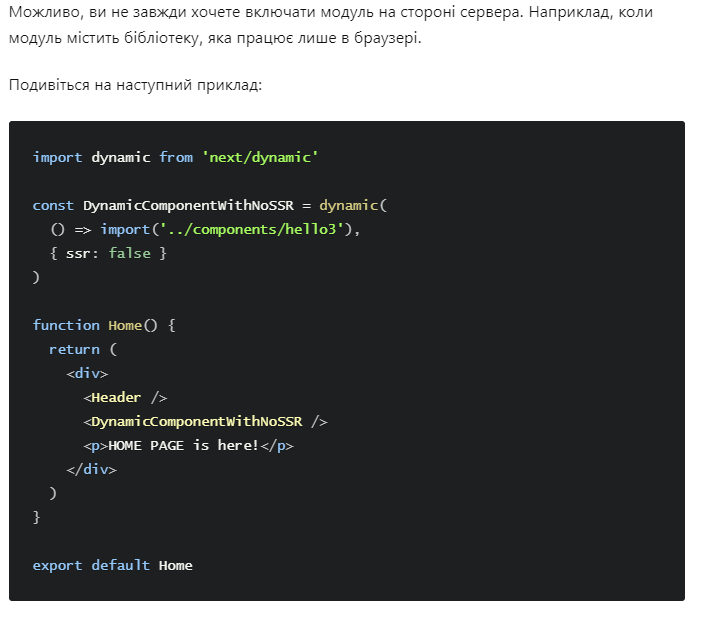 Можливо, ви не завжди хочете включати модуль на стороні сервера. Наприклад, коли
модуль містить бібліотеку, яка працює лише в браузері.
Подивіться на наступний приклад:
import dynamic from 'next/dynamic'
const DynamicComponentWithNoSSR = dynamic(
  () => import('../components/hello3'),
  { ssr: false }
)
function Home() {
  return (
    <div>
      <Header />
      <DynamicComponentWithNoSSR />
      <p>HOME PAGE is here!</p>
    </div>
  )
}
export default Home